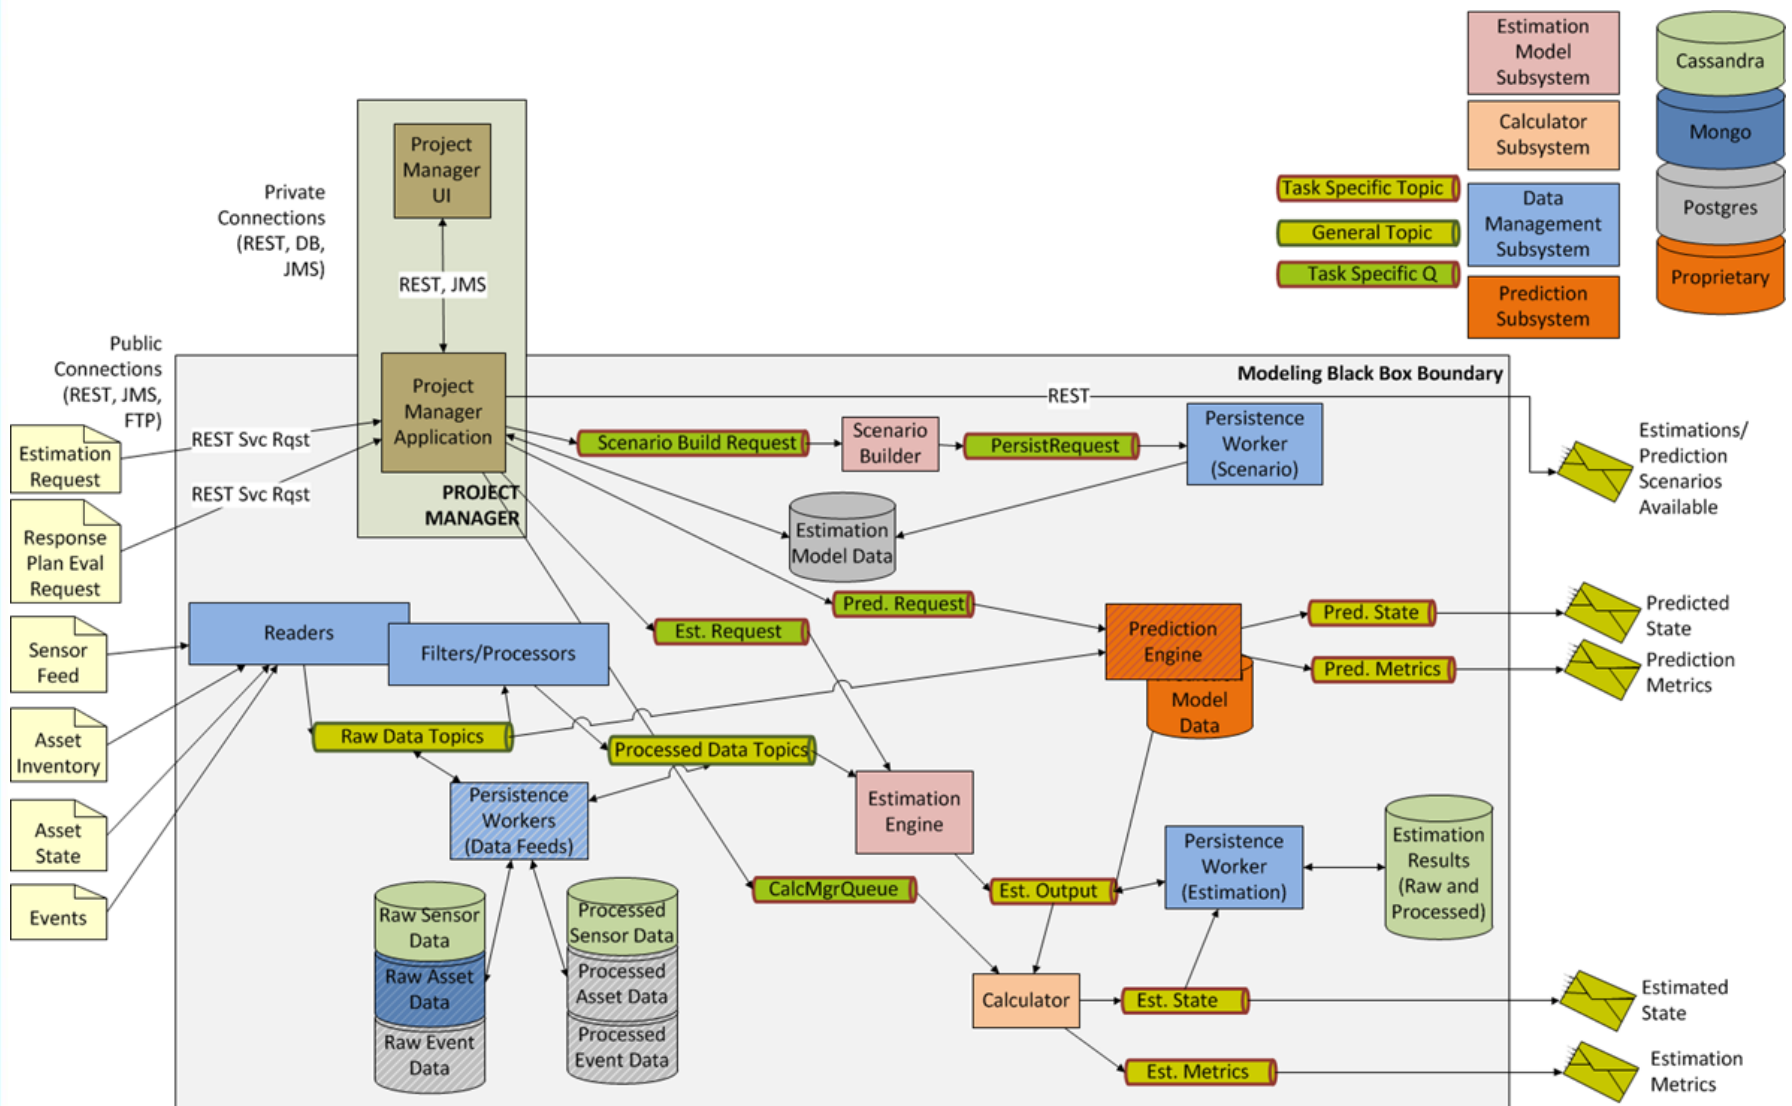 Estimation
Model
Subsystem
Calculator
Subsystem
Data
Management
Subsystem
Prediction
Subsystem
Cassandra
Mongo
Postgres
Proprietary
Task Specific Topic
General Topic
Task Specific Q
Project
Manager
UI
Private
Connections
(REST, DB,
JMS)
REST, JMS
Public
Connections
(REST, JMS,
FTP)
Project
Manager
Application
PROJECT
MANAGER
Modeling Black Box Boundary
REST
REST Svc Rqst
REST Svc Rqst
Estimation
Request
Response
Plan Eval
Request
Sensor
Feed
Asset
Inventory
Asset
State
Events
Scenario Build Request
Scenario
Builder
PersistRequest
Persistence
Worker
(Scenario)
Estimations/
Prediction
Scenarios
Available
Estimation
Model Data
Readers
Filters/Processors
Est. Request
Pred. Request
Prediction
Engine
Model
Data
Pred. State
Pred. Metrics
Predicted
State
Prediction
Metrics
Raw Data Topics
Processed Data Topics
Persistence
Workers
(Data Feeds)
Estimation
Engine
CalcMgrQueue
Est. Output
Persistence
Worker
(Estimation)
Estimation
Results
(Raw and
Processed)
Raw Sensor
Data
Raw Asset
Data
Raw Event
Data
Processed
Sensor Data
Processed
Asset Data
Processed
Event Data
Calculator
Est. State
Est. Metrics
Estimated
State
Estimation
Metrics